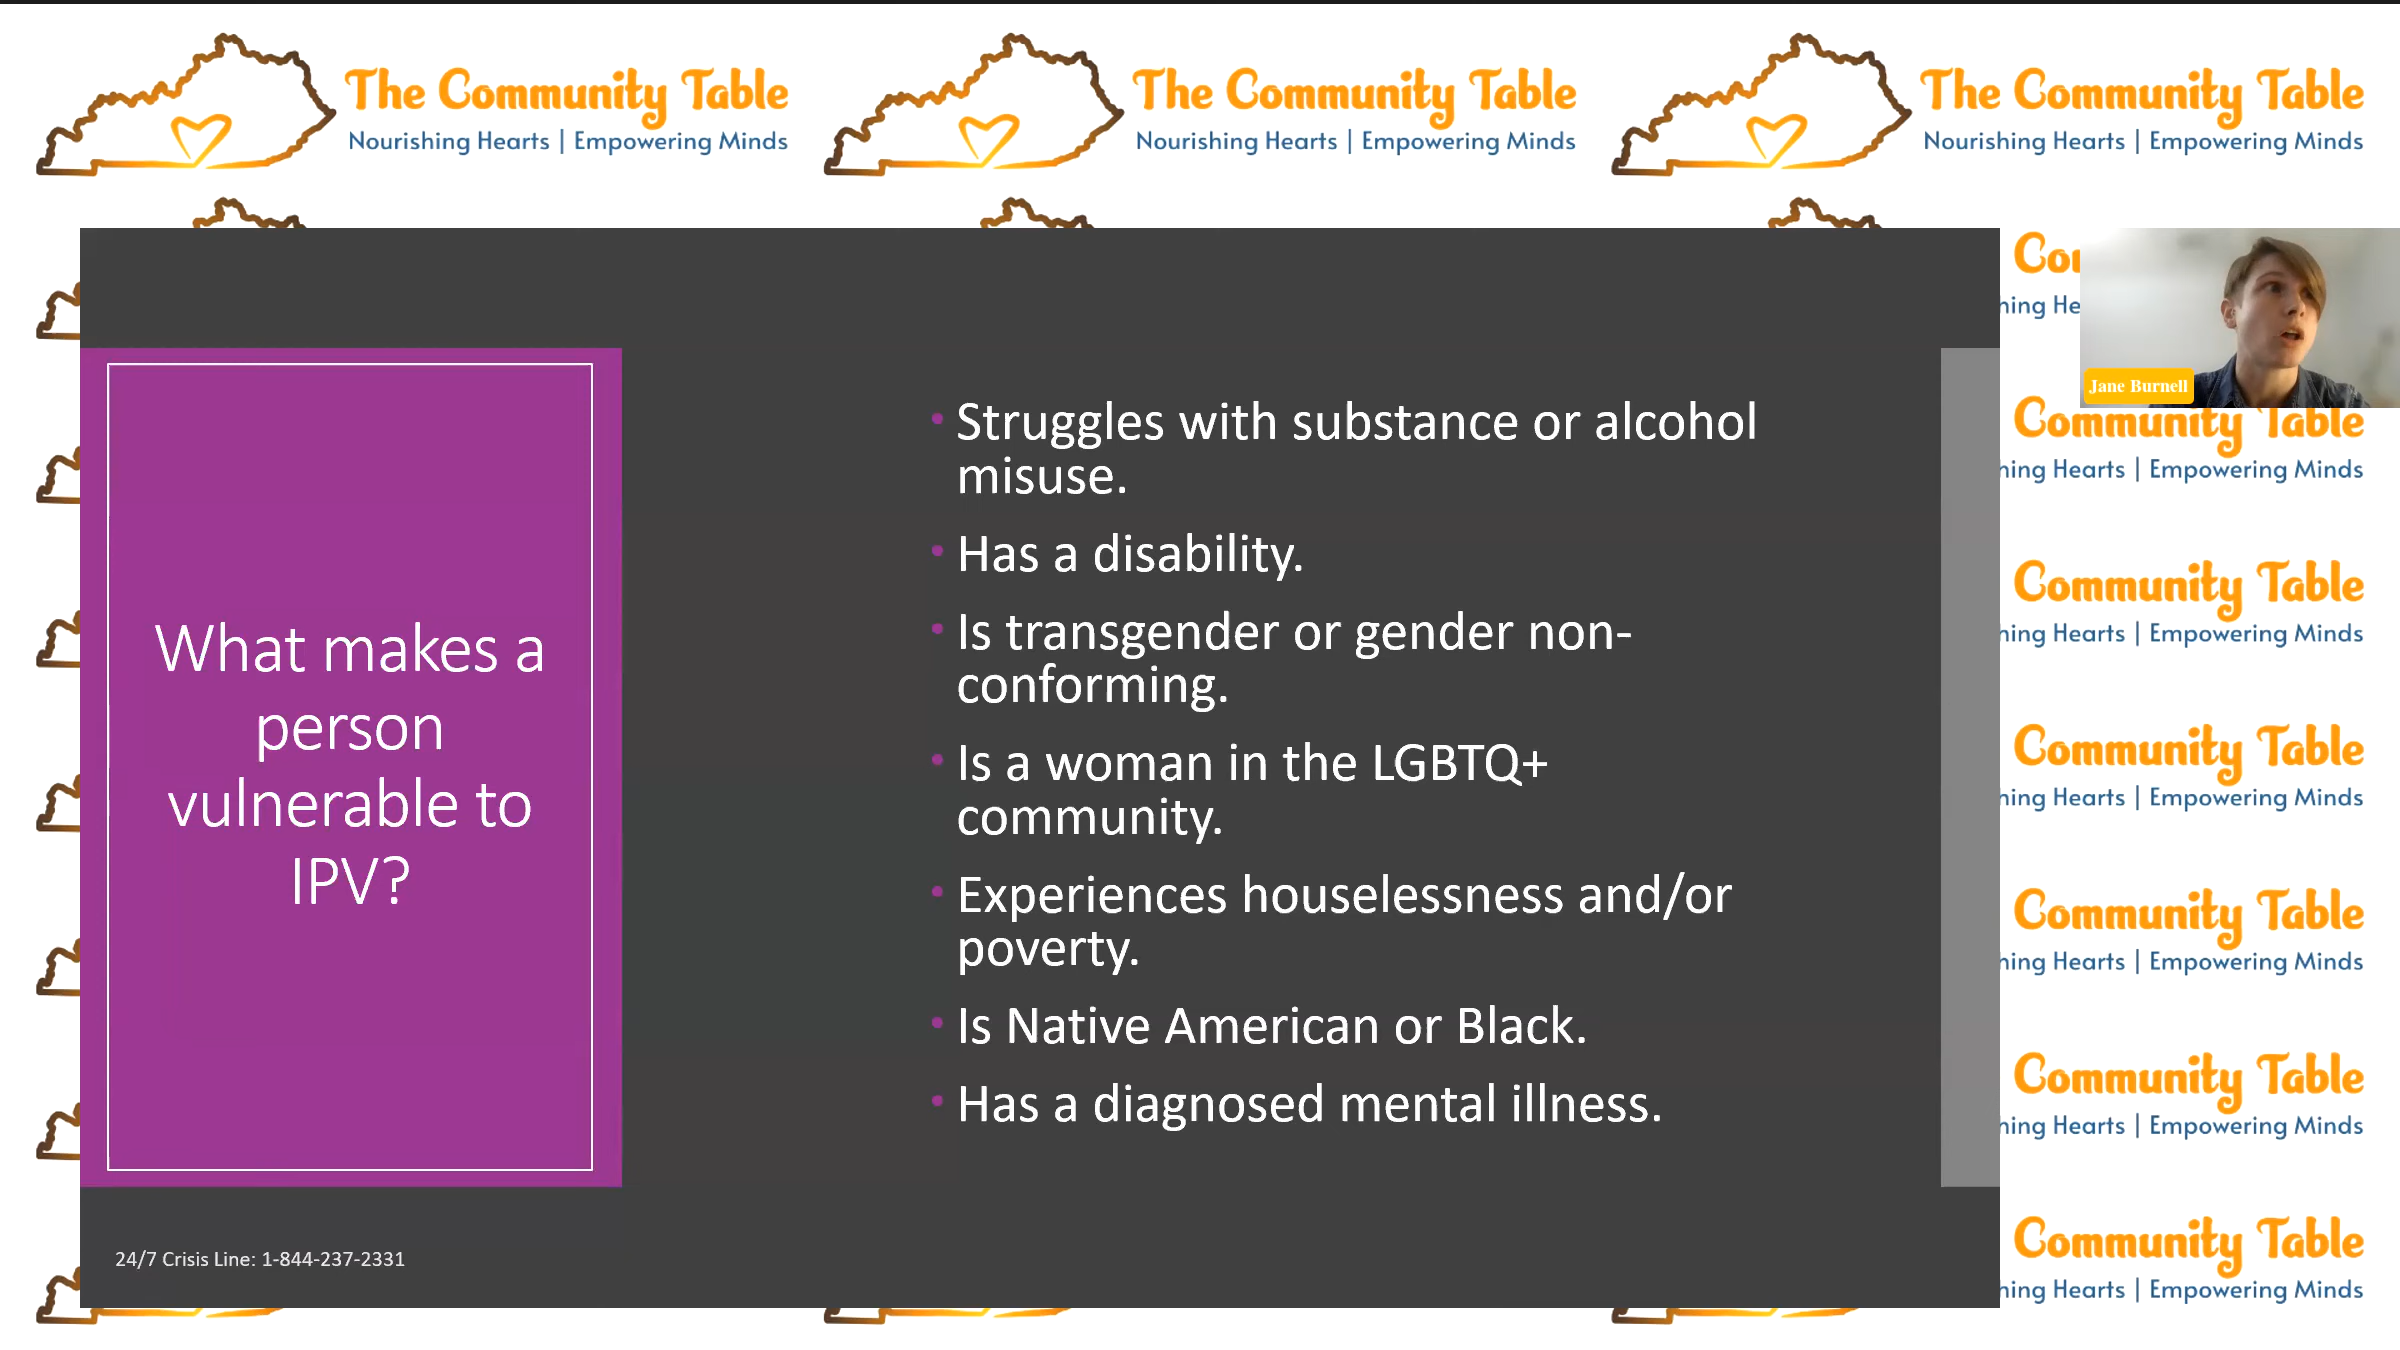 The Community Table The Community Table The Community Table
Nourishing Hearts | Empowering Minds Nourishing Hearts | Empowering Minds Nourishing Hearts | Empowering Minds
What makes a
person
vulnerable to
IPV?
• Struggles with substance or alcohol
misuse.
• Has a disability.
• Is transgender or gender non-
conforming.
• Is a woman in the LGBTQ+
community.
• Experiences houselessness and/or
poverty.
• Is Native American or Black.
• Has a diagnosed mental illness.
24/7 Crisis Line: 1-844-237-2331
Jane Burnell
Community Table
Hearts | Empowering Minds
Community Table
Hearts | Empowering Minds
Community Table
Hearts | Empowering Minds
Community Table
Hearts | Empowering Minds
Community Table
Hearts | Empowering Minds
Community Table
Hearts | Empowering Minds